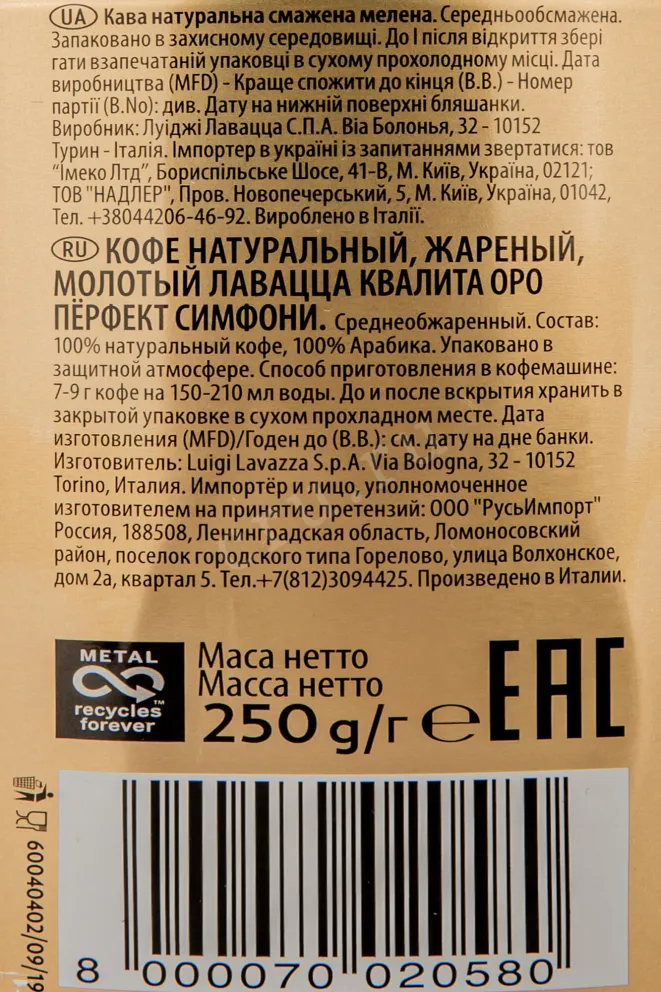 UA Кава натуральна смажена мелена. Середньообсмажена.
Запаковано в захисному середовищі. До І після відкриття збері
гати взапечатаній упаковці в сухому прохолодному місці. Дата
виробництва (MFD) - Краще спожити до кінця (B.B.) - Номер
партії (B.No): див. Дату на нижній поверхні бляшанки.
Виробник: Луіджі Лавацца С.П.А. Віа Болонья, 32 - 10152
Турин - Італія. Імпортер в україні із запитаннями звертатися: тов
"Імеко Лтд", Бориспільське Шосе, 41-В, М. Київ, Україна, 02121;
ТОВ "НАДЛЕР", Пров. Новопечерський, 5, М. Київ, Україна, 01042,
Тел. +38044206-46-92. Вироблено в Італії.
RU КОФЕ НАТУРАЛЬНЫЙ, ЖАРЕНЫЙ,
МОЛОТЫЙ ЛАВАЦЦА КВАЛИТА ОРО
ПЁРФЕКТ СИМФОНИ. Среднеобжаренный. Состав:
100% натуральный кофе, 100% Арабика. Упаковано в
защитной атмосфере. Способ приготовления в кофемашине:
7-9 г кофе на 150-210 мл воды. До и после вскрытия хранить в
закрытой упаковке в сухом прохладном месте. Дата
изготовления (MFD)/Годен до (B.B.): см. дату на дне банки.
Изготовитель: Luigi Lavazza S.p.A. Via Bologna, 32 - 10152
Torino, Италия. Импортёр и лицо, уполномоченное
изготовителем на принятие претензий: ООО "РусьИмпорт"
Россия, 188508, Ленинградская область, Ломоносовский
район, поселок городского типа Горелово, улица Волхонское,
дом 2а, квартал 5. Тел.+7(812)3094425. Произведено в Италии.
METAL
recycles™
forever
Маса нетто
Масса нетто
250 g/г ℮
EAC
60040402/09/19
8 000070 020580